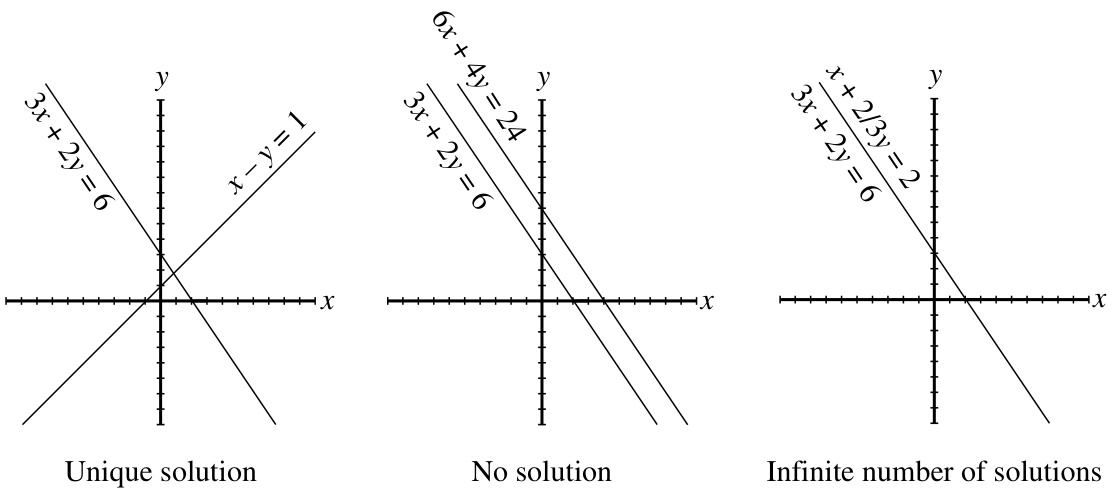 y
3x + 2y = 6
x – y = 1
x
Unique solution
y
6x + 4y = 24
3x + 2y = 6
x
No solution
y
x + 2/3y = 2
3x + 2y = 6
x
Infinite number of solutions